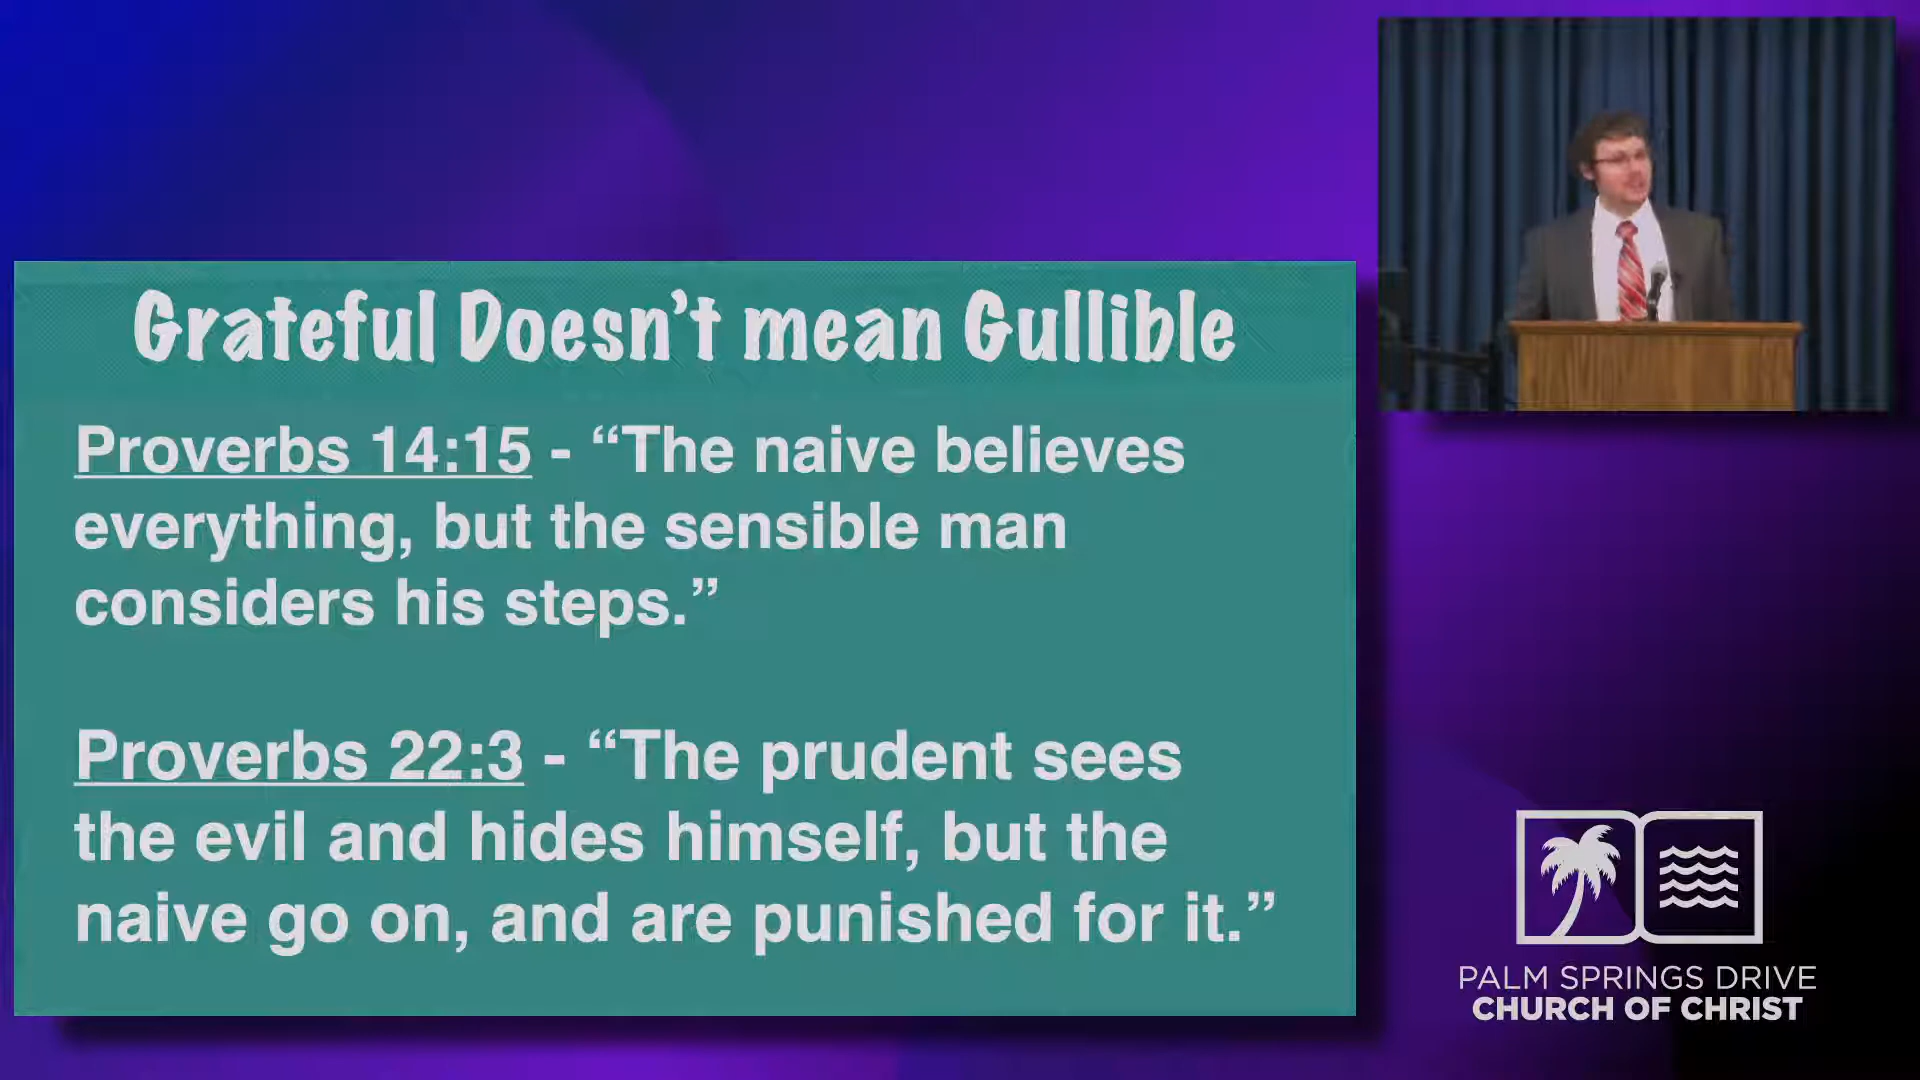 Grateful Doesn’t mean Gullible
Proverbs 14:15 - “The naive believes
everything, but the sensible man
considers his steps.”
Proverbs 22:3 - “The prudent sees
the evil and hides himself, but the
naive go on, and are punished for it.”
PALM SPRINGS DRIVE
CHURCH OF CHRIST